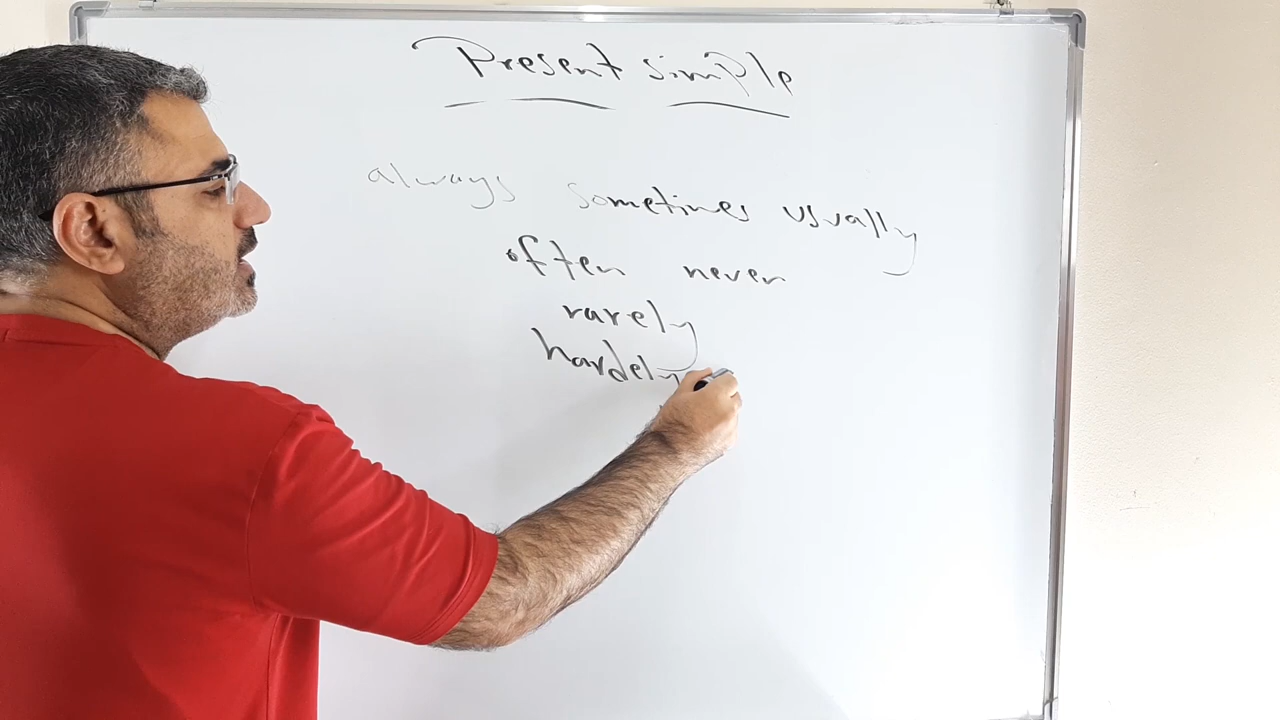 Present simple
always sometimes usually
often never
rarely
hardely